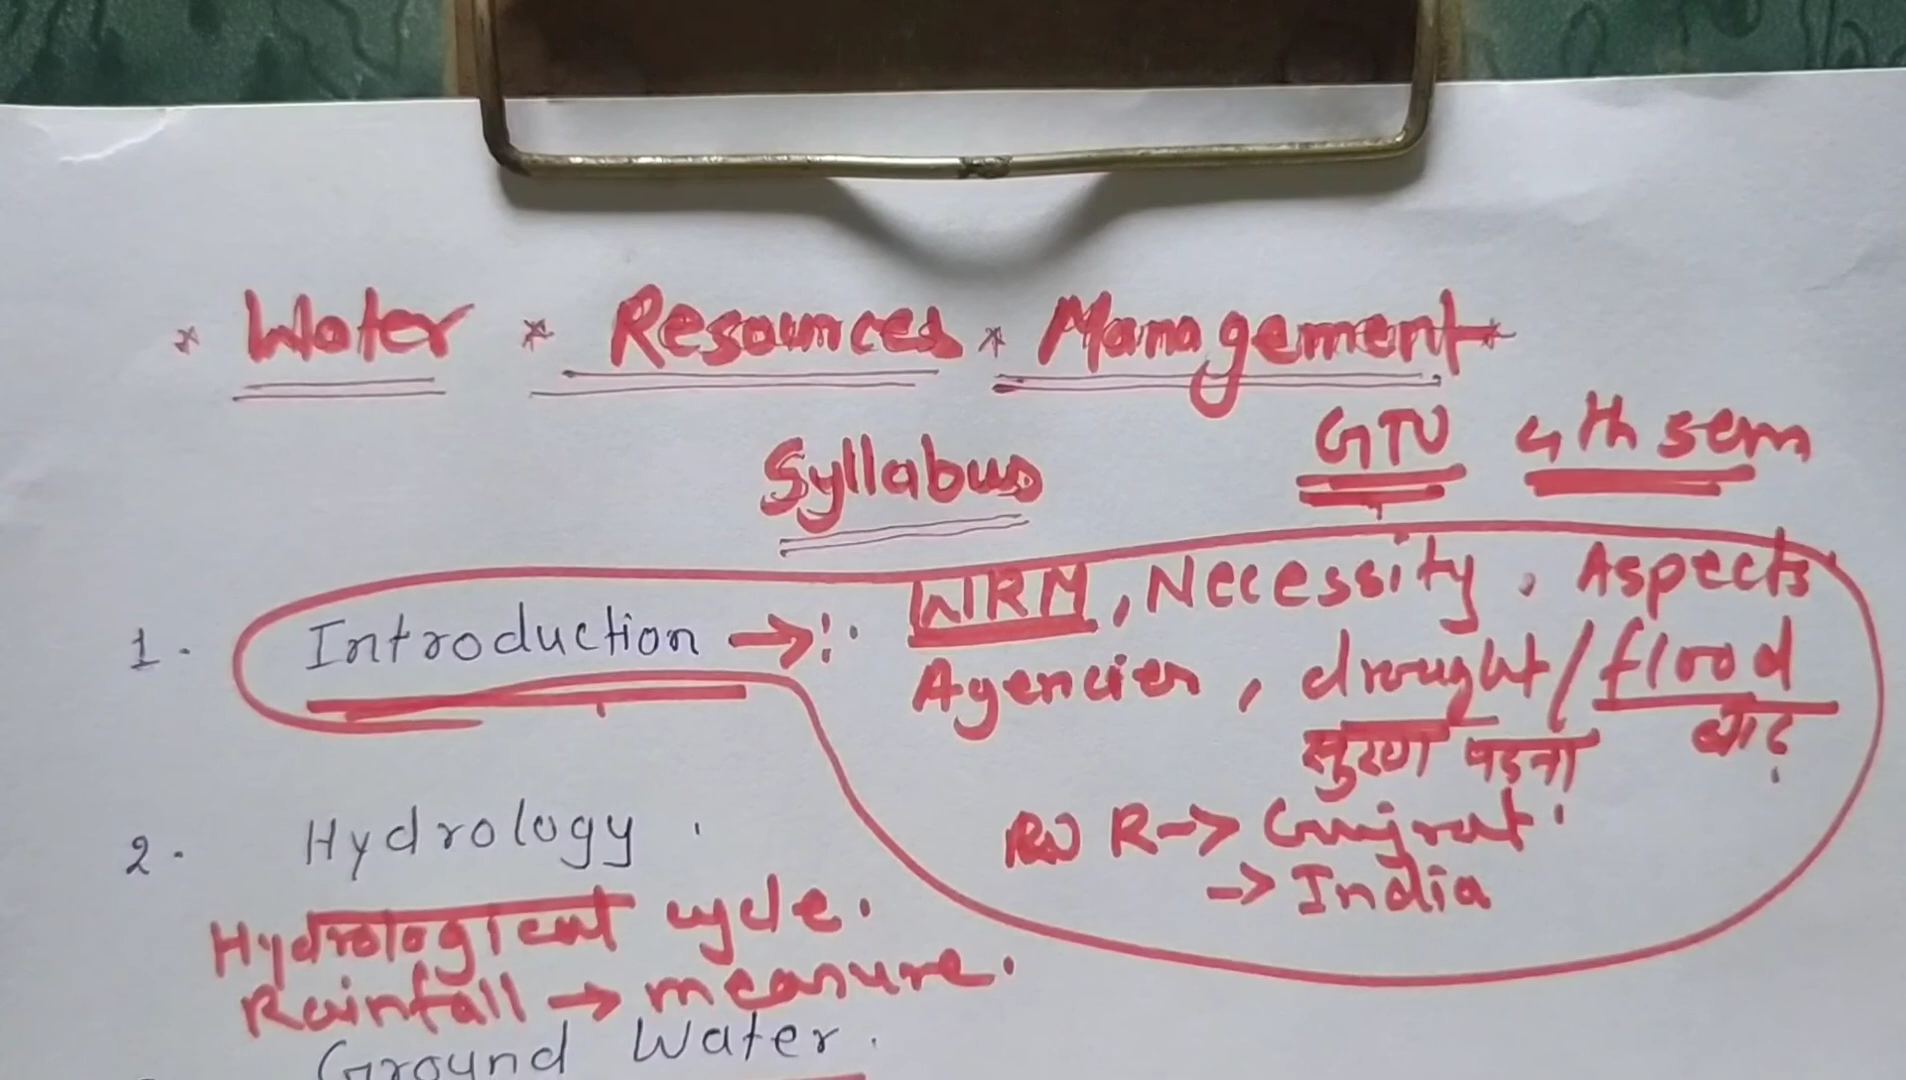 * Water * Resources * Management *
Syllabus GTU 4th sem
1. Introduction →: WRM, Necessity, Aspects
Agencies, drought/flood
पड़ना बाढ़
R→ Gujrat
→ India
2. Hydrology.
Hydrological cycle.
Rainfall → measure.
Ground Water.